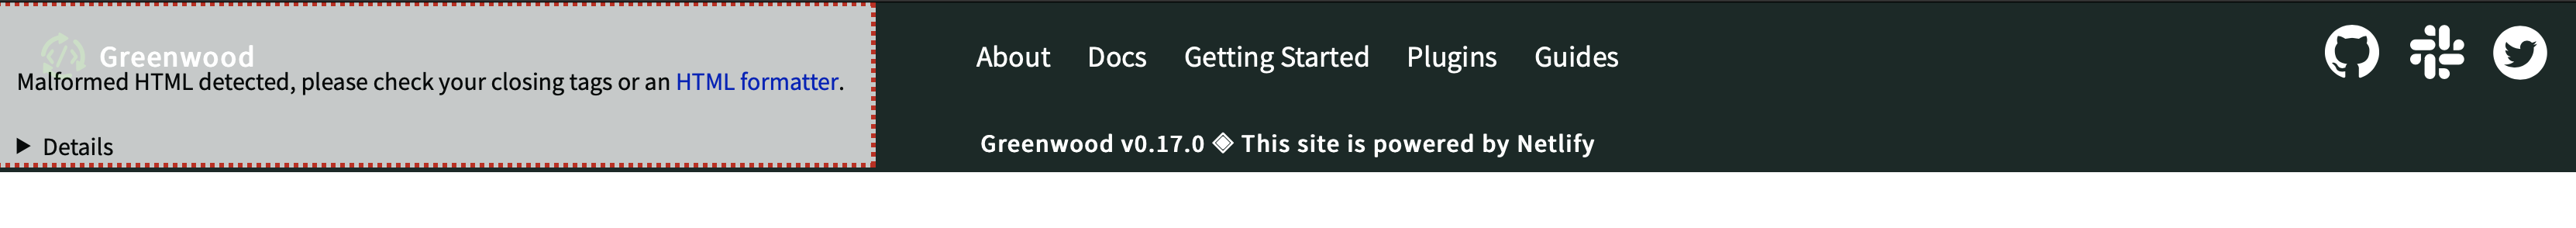 Greenwood
Malformed HTML detected, please check your closing tags or an HTML formatter.
Details
About Docs Getting Started Plugins Guides
Greenwood v0.17.0 ◈ This site is powered by Netlify